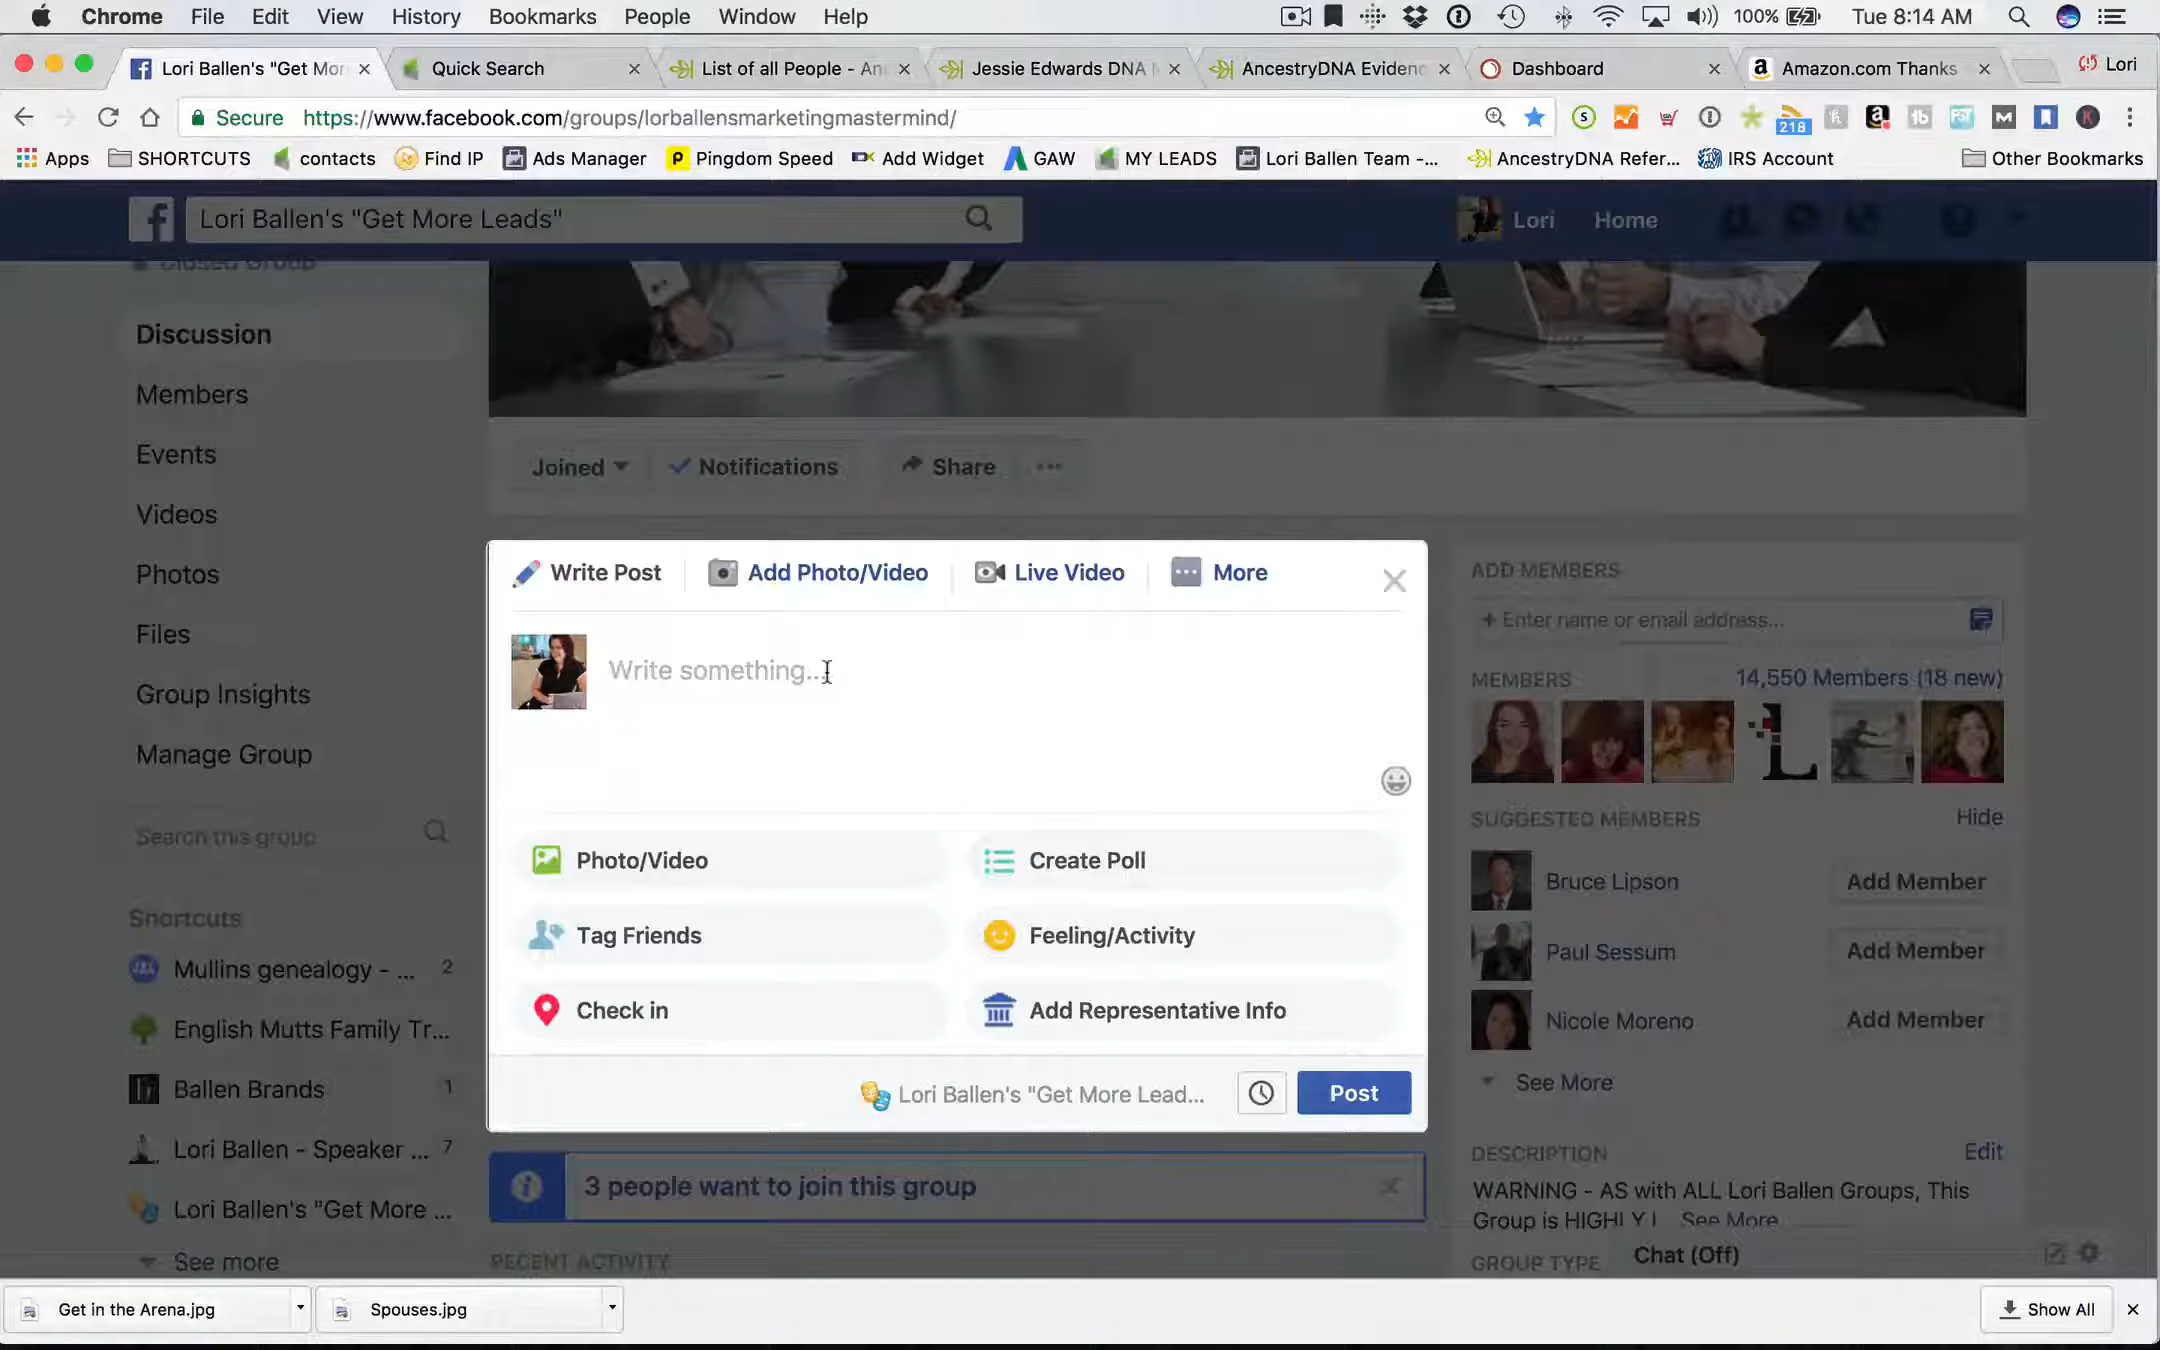 Chrome File Edit View History Bookmarks People Window Help 100% Tue 8:14 AM
Lori Ballen's "Get Mor Quick Search List of all People - An Jessie Edwards DNA AncestryDNA Evidenc Dashboard Amazon.com Thanks Lori
Secure https://www.facebook.com/groups/lorballensmarketingmastermind/ 218
Apps SHORTCUTS contacts Find IP Ads Manager Pingdom Speed Add Widget GAW MY LEADS Lori Ballen Team -... AncestryDNA Refer... IRS Account Other Bookmarks
Lori Ballen's "Get More Leads" Lori Home
Closed Group
Discussion
Members
Events
Videos
Photos
Files
Group Insights
Manage Group
Search this group
Shortcuts
Mullins genealogy - ... 2
English Mutts Family Tr...
Ballen Brands 1
Lori Ballen - Speaker ... 7
Lori Ballen's "Get More ...
See more
Joined Notifications Share
Write Post Add Photo/Video Live Video More
Write something...
Photo/Video Create Poll
Tag Friends Feeling/Activity
Check in Add Representative Info
Lori Ballen's "Get More Lead... Post
3 people want to join this group
RECENT ACTIVITY
ADD MEMBERS
+ Enter name or email address...
MEMBERS 14,550 Members (18 new)
SUGGESTED MEMBERS Hide
Bruce Lipson Add Member
Paul Sessum Add Member
Nicole Moreno Add Member
See More
DESCRIPTION Edit
WARNING - AS with ALL Lori Ballen Groups, This
Group is HIGHLY I... See More
GROUP TYPE Chat (Off)
Get in the Arena.jpg Spouses.jpg Show All